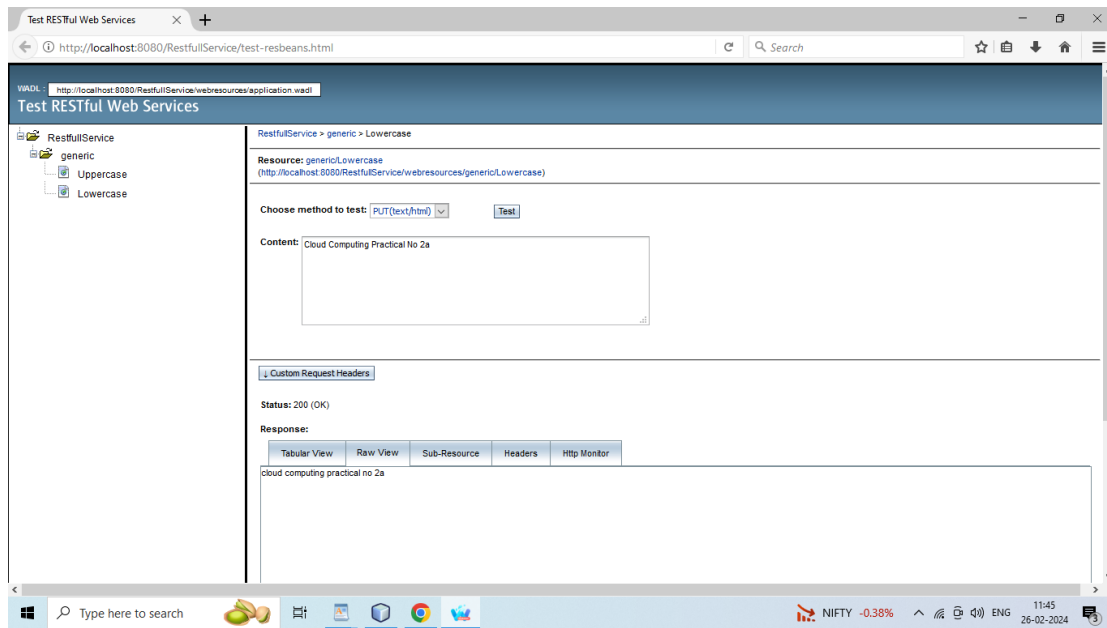 Test RESTful Web Services
http://localhost:8080/RestfullService/test-resbeans.html
Search
WADL : http://localhost:8080/RestfullService/webresources/application.wadl
Test RESTful Web Services
RestfullService
generic
Uppercase
Lowercase
RestfulService > generic > Lowercase
Resource: generic/Lowercase
(http://localhost:8080/RestfullService/webresources/generic/Lowercase)
Choose method to test: PUT(text/html) Test
Content: Cloud Computing Practical No 2a
↓ Custom Request Headers
Status: 200 (OK)
Response:
Tabular View Raw View Sub-Resource Headers Http Monitor
cloud computing practical no 2a
Type here to search
NIFTY -0.38%
ENG
11:45
26-02-2024
3